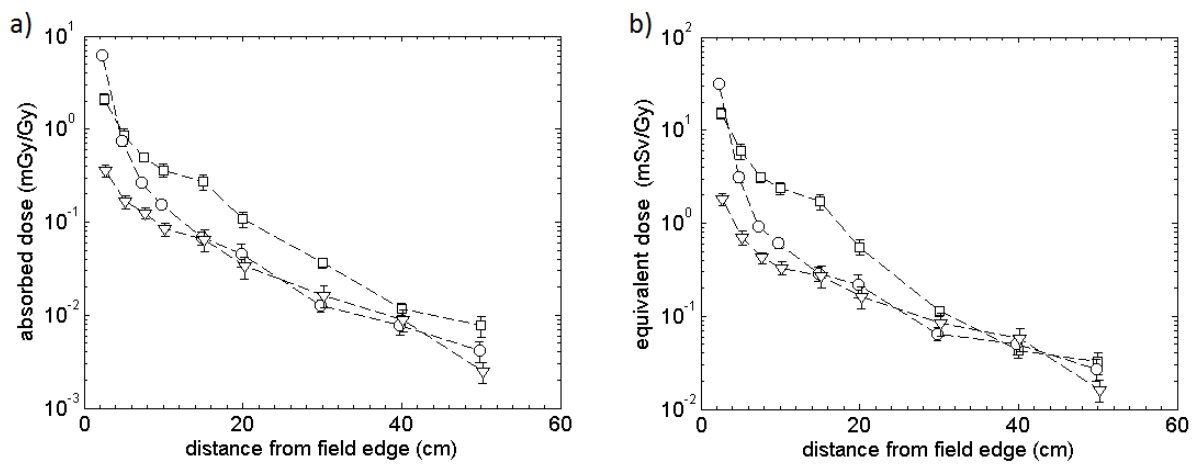 a)
10^1
10^0
10^-1
10^-2
10^-3
absorbed dose (mGy/Gy)
0 20 40 60
distance from field edge (cm)
b)
10^2
10^1
10^0
10^-1
10^-2
equivalent dose (mSv/Gy)
0 20 40 60
distance from field edge (cm)